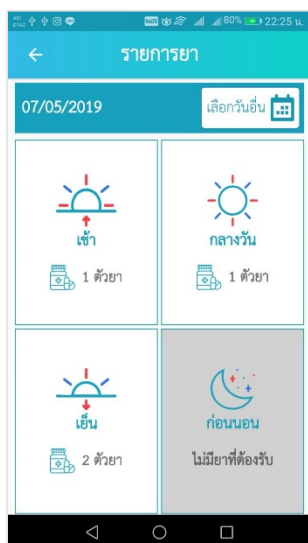 80% 22:25 น.
รายการยา
07/05/2019
เลือกวันอื่น
เช้า
1 ตัวยา
กลางวัน
1 ตัวยา
เย็น
2 ตัวยา
ก่อนนอน
ไม่มียาที่ต้องรับ